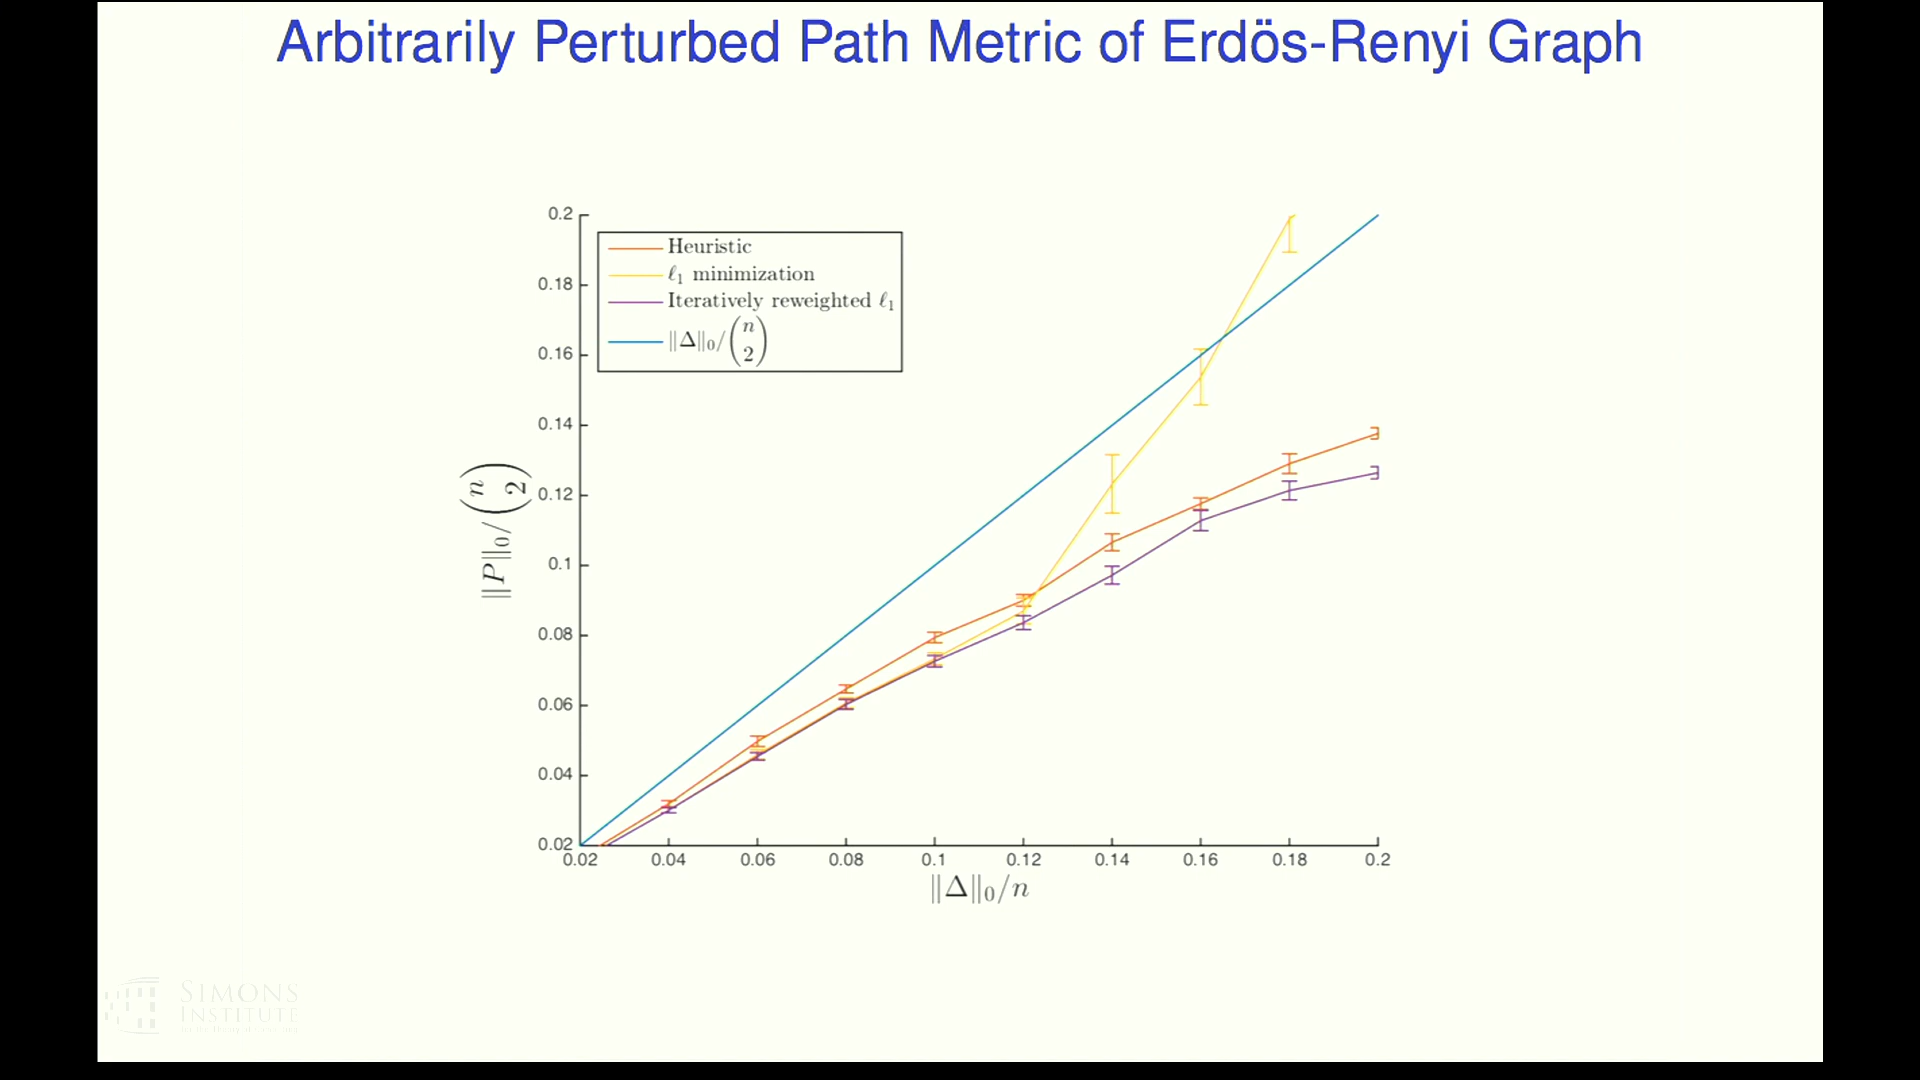 Arbitrarily Perturbed Path Metric of Erdös-Renyi Graph
Heuristic
ℓ₁ minimization
Iteratively reweighted ℓ₁
‖Δ‖₀/(n 2)
0.2
0.18
0.16
0.14
0.12
0.1
0.08
0.06
0.04
0.02
‖P‖₀/(n 2)
0.02 0.04 0.06 0.08 0.1 0.12 0.14 0.16 0.18 0.2
‖Δ‖₀/n
SIMONS
INSTITUTE